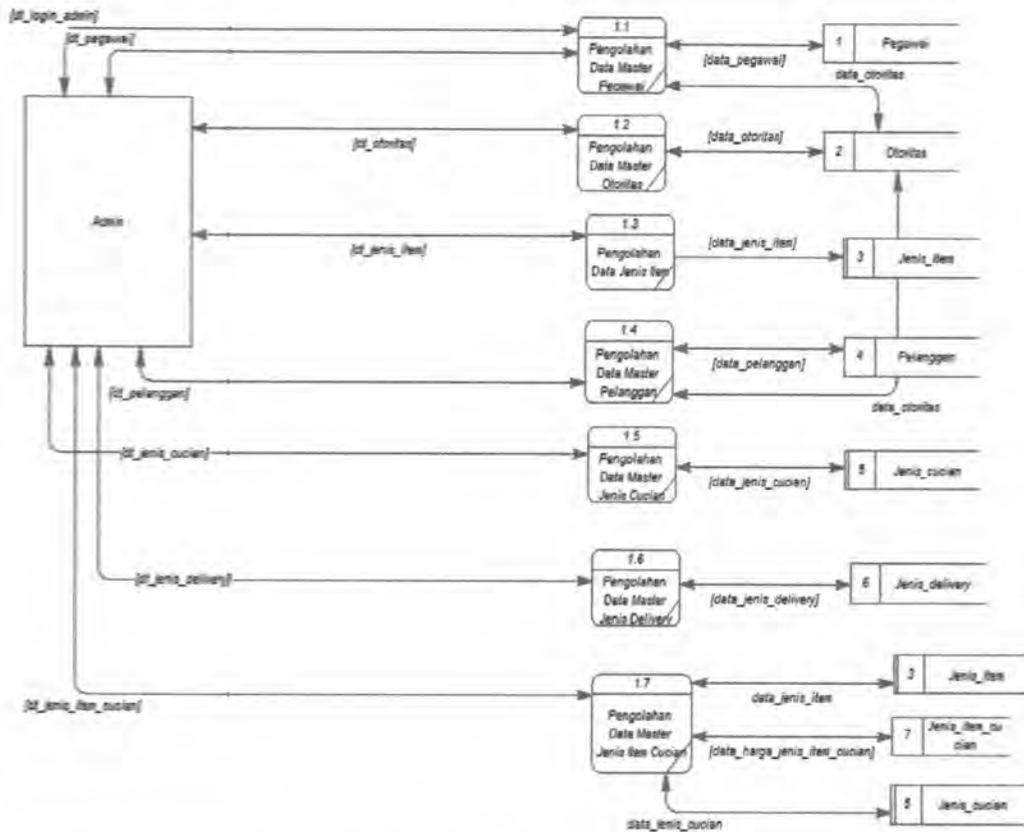 [dt_login_admin]
[dt_pegawai]
1.1
Pengolahan
Data Master
Pegawai
[data_pegawai]
1 Pegawai
data_otoritas
Admin
[dt_otoritas]
1.2
Pengolahan
Data Master
Otoritas
[data_otoritas]
2 Otoritas
[dt_jenis_item]
1.3
Pengolahan
Data Jenis Item
[data_jenis_item]
3 Jenis_item
1.4
Pengolahan
Data Master
Pelanggan
[data_pelanggan]
4 Pelanggan
[dt_pelanggan]
data_otoritas
[dt_jenis_cucian]
1.5
Pengolahan
Data Master
Jenis Cucian
[data_jenis_cucian]
5 Jenis_cucian
[dt_jenis_delivery]
1.6
Pengolahan
Data Master
Jenis Delivery
[data_jenis_delivery]
6 Jenis_delivery
[dt_jenis_item_cucian]
1.7
Pengolahan
Data Master
Jenis Item Cucian
data_jenis_item
3 Jenis_item
[data_harga_jenis_item_cucian]
7 Jenis_item_cu
cian
data_jenis_cucian
5 Jenis_cucian